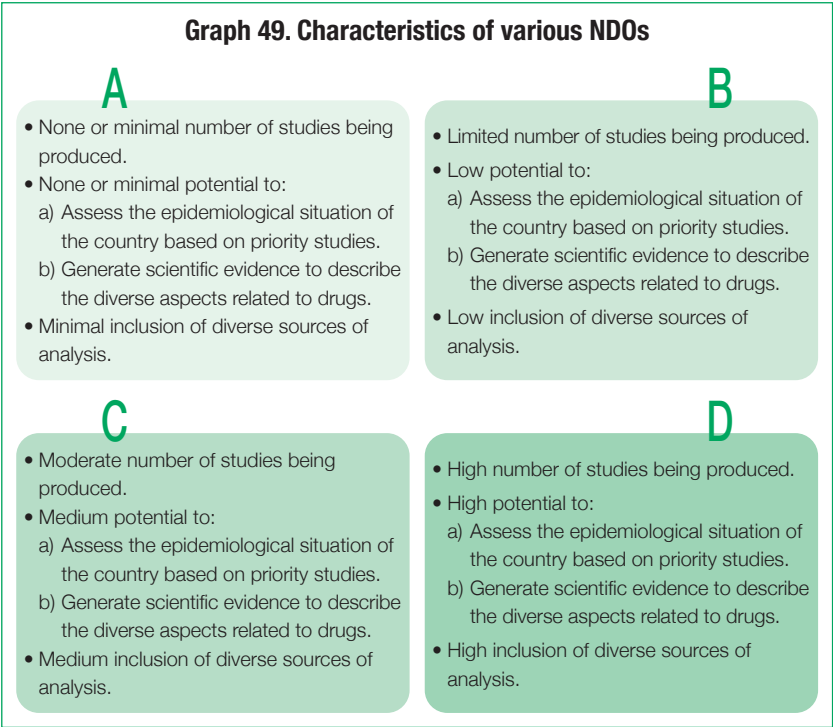 Graph 49. Characteristics of various NDOs
A
• None or minimal number of studies being
produced.
• None or minimal potential to:
a) Assess the epidemiological situation of
the country based on priority studies.
b) Generate scientific evidence to describe
the diverse aspects related to drugs.
• Minimal inclusion of diverse sources of
analysis.
B
• Limited number of studies being produced.
• Low potential to:
a) Assess the epidemiological situation of
the country based on priority studies.
b) Generate scientific evidence to describe
the diverse aspects related to drugs.
• Low inclusion of diverse sources of
analysis.
C
• Moderate number of studies being
produced.
• Medium potential to:
a) Assess the epidemiological situation of
the country based on priority studies.
b) Generate scientific evidence to describe
the diverse aspects related to drugs.
• Medium inclusion of diverse sources of
analysis.
D
• High number of studies being produced.
• High potential to:
a) Assess the epidemiological situation of
the country based on priority studies.
b) Generate scientific evidence to describe
the diverse aspects related to drugs.
• High inclusion of diverse sources of
analysis.